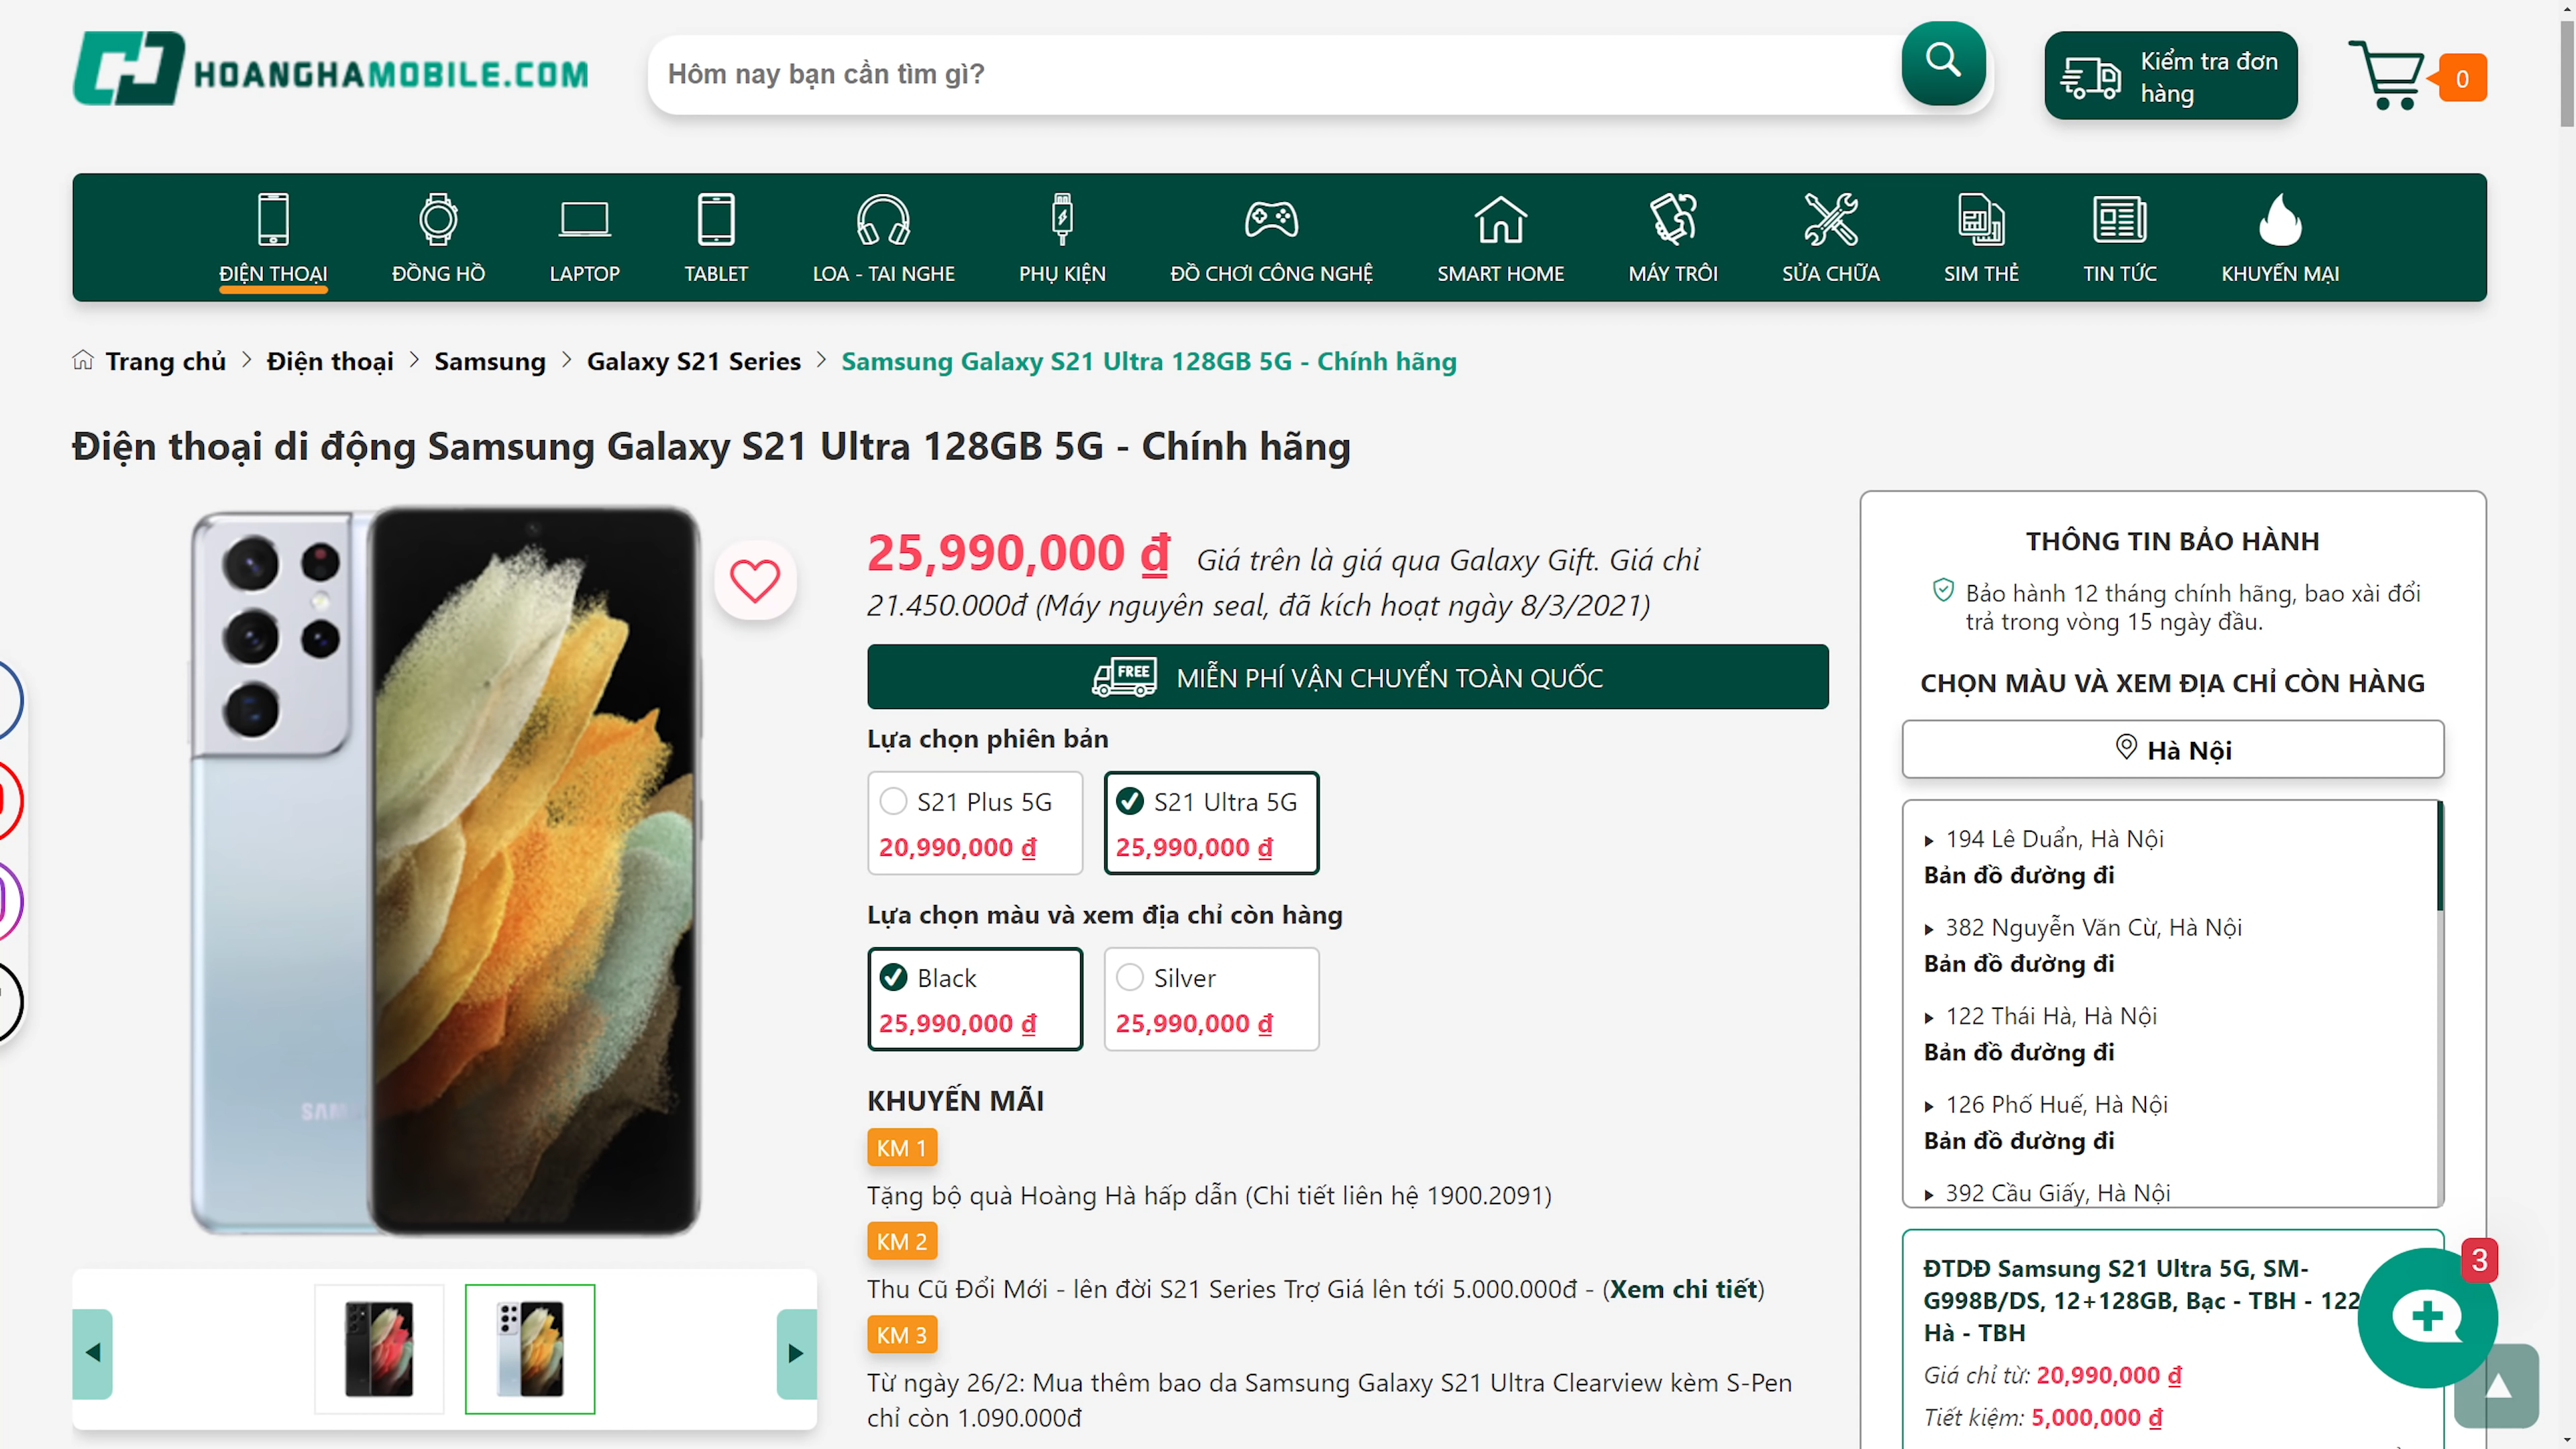 HOANGHAMOBILE.COM
Hôm nay bạn cần tìm gì?
Kiểm tra đơn
hàng
0
ĐIỆN THOẠI
ĐỒNG HỒ
LAPTOP
TABLET
LOA - TAI NGHE
PHỤ KIỆN
ĐỒ CHƠI CÔNG NGHỆ
SMART HOME
MÁY TRÔI
SỬA CHỮA
SIM THẺ
TIN TỨC
KHUYẾN MẠI
Trang chủ > Điện thoại > Samsung > Galaxy S21 Series > Samsung Galaxy S21 Ultra 128GB 5G - Chính hãng
Điện thoại di động Samsung Galaxy S21 Ultra 128GB 5G - Chính hãng
25,990,000 ₫ Giá trên là giá qua Galaxy Gift. Giá chỉ
21.450.000đ (Máy nguyên seal, đã kích hoạt ngày 8/3/2021)
FREE MIỄN PHÍ VẬN CHUYỂN TOÀN QUỐC
Lựa chọn phiên bản
S21 Plus 5G
20,990,000 ₫
S21 Ultra 5G
25,990,000 ₫
Lựa chọn màu và xem địa chỉ còn hàng
Black
25,990,000 ₫
Silver
25,990,000 ₫
KHUYẾN MÃI
KM 1
Tặng bộ quà Hoàng Hà hấp dẫn (Chi tiết liên hệ 1900.2091)
KM 2
Thu Cũ Đổi Mới - lên đời S21 Series Trợ Giá lên tới 5.000.000đ - (Xem chi tiết)
KM 3
Từ ngày 26/2: Mua thêm bao da Samsung Galaxy S21 Ultra Clearview kèm S-Pen
chỉ còn 1.090.000đ
THÔNG TIN BẢO HÀNH
Bảo hành 12 tháng chính hãng, bao xài đổi
trả trong vòng 15 ngày đầu.
CHỌN MÀU VÀ XEM ĐỊA CHỈ CÒN HÀNG
Hà Nội
194 Lê Duẩn, Hà Nội
Bản đồ đường đi
382 Nguyễn Văn Cừ, Hà Nội
Bản đồ đường đi
122 Thái Hà, Hà Nội
Bản đồ đường đi
126 Phố Huế, Hà Nội
Bản đồ đường đi
392 Cầu Giấy, Hà Nội
ĐTDĐ Samsung S21 Ultra 5G, SM-
G998B/DS, 12+128GB, Bạc - TBH - 122
Hà - TBH
Giá chỉ từ: 20,990,000 ₫
Tiết kiệm: 5,000,000 ₫
3